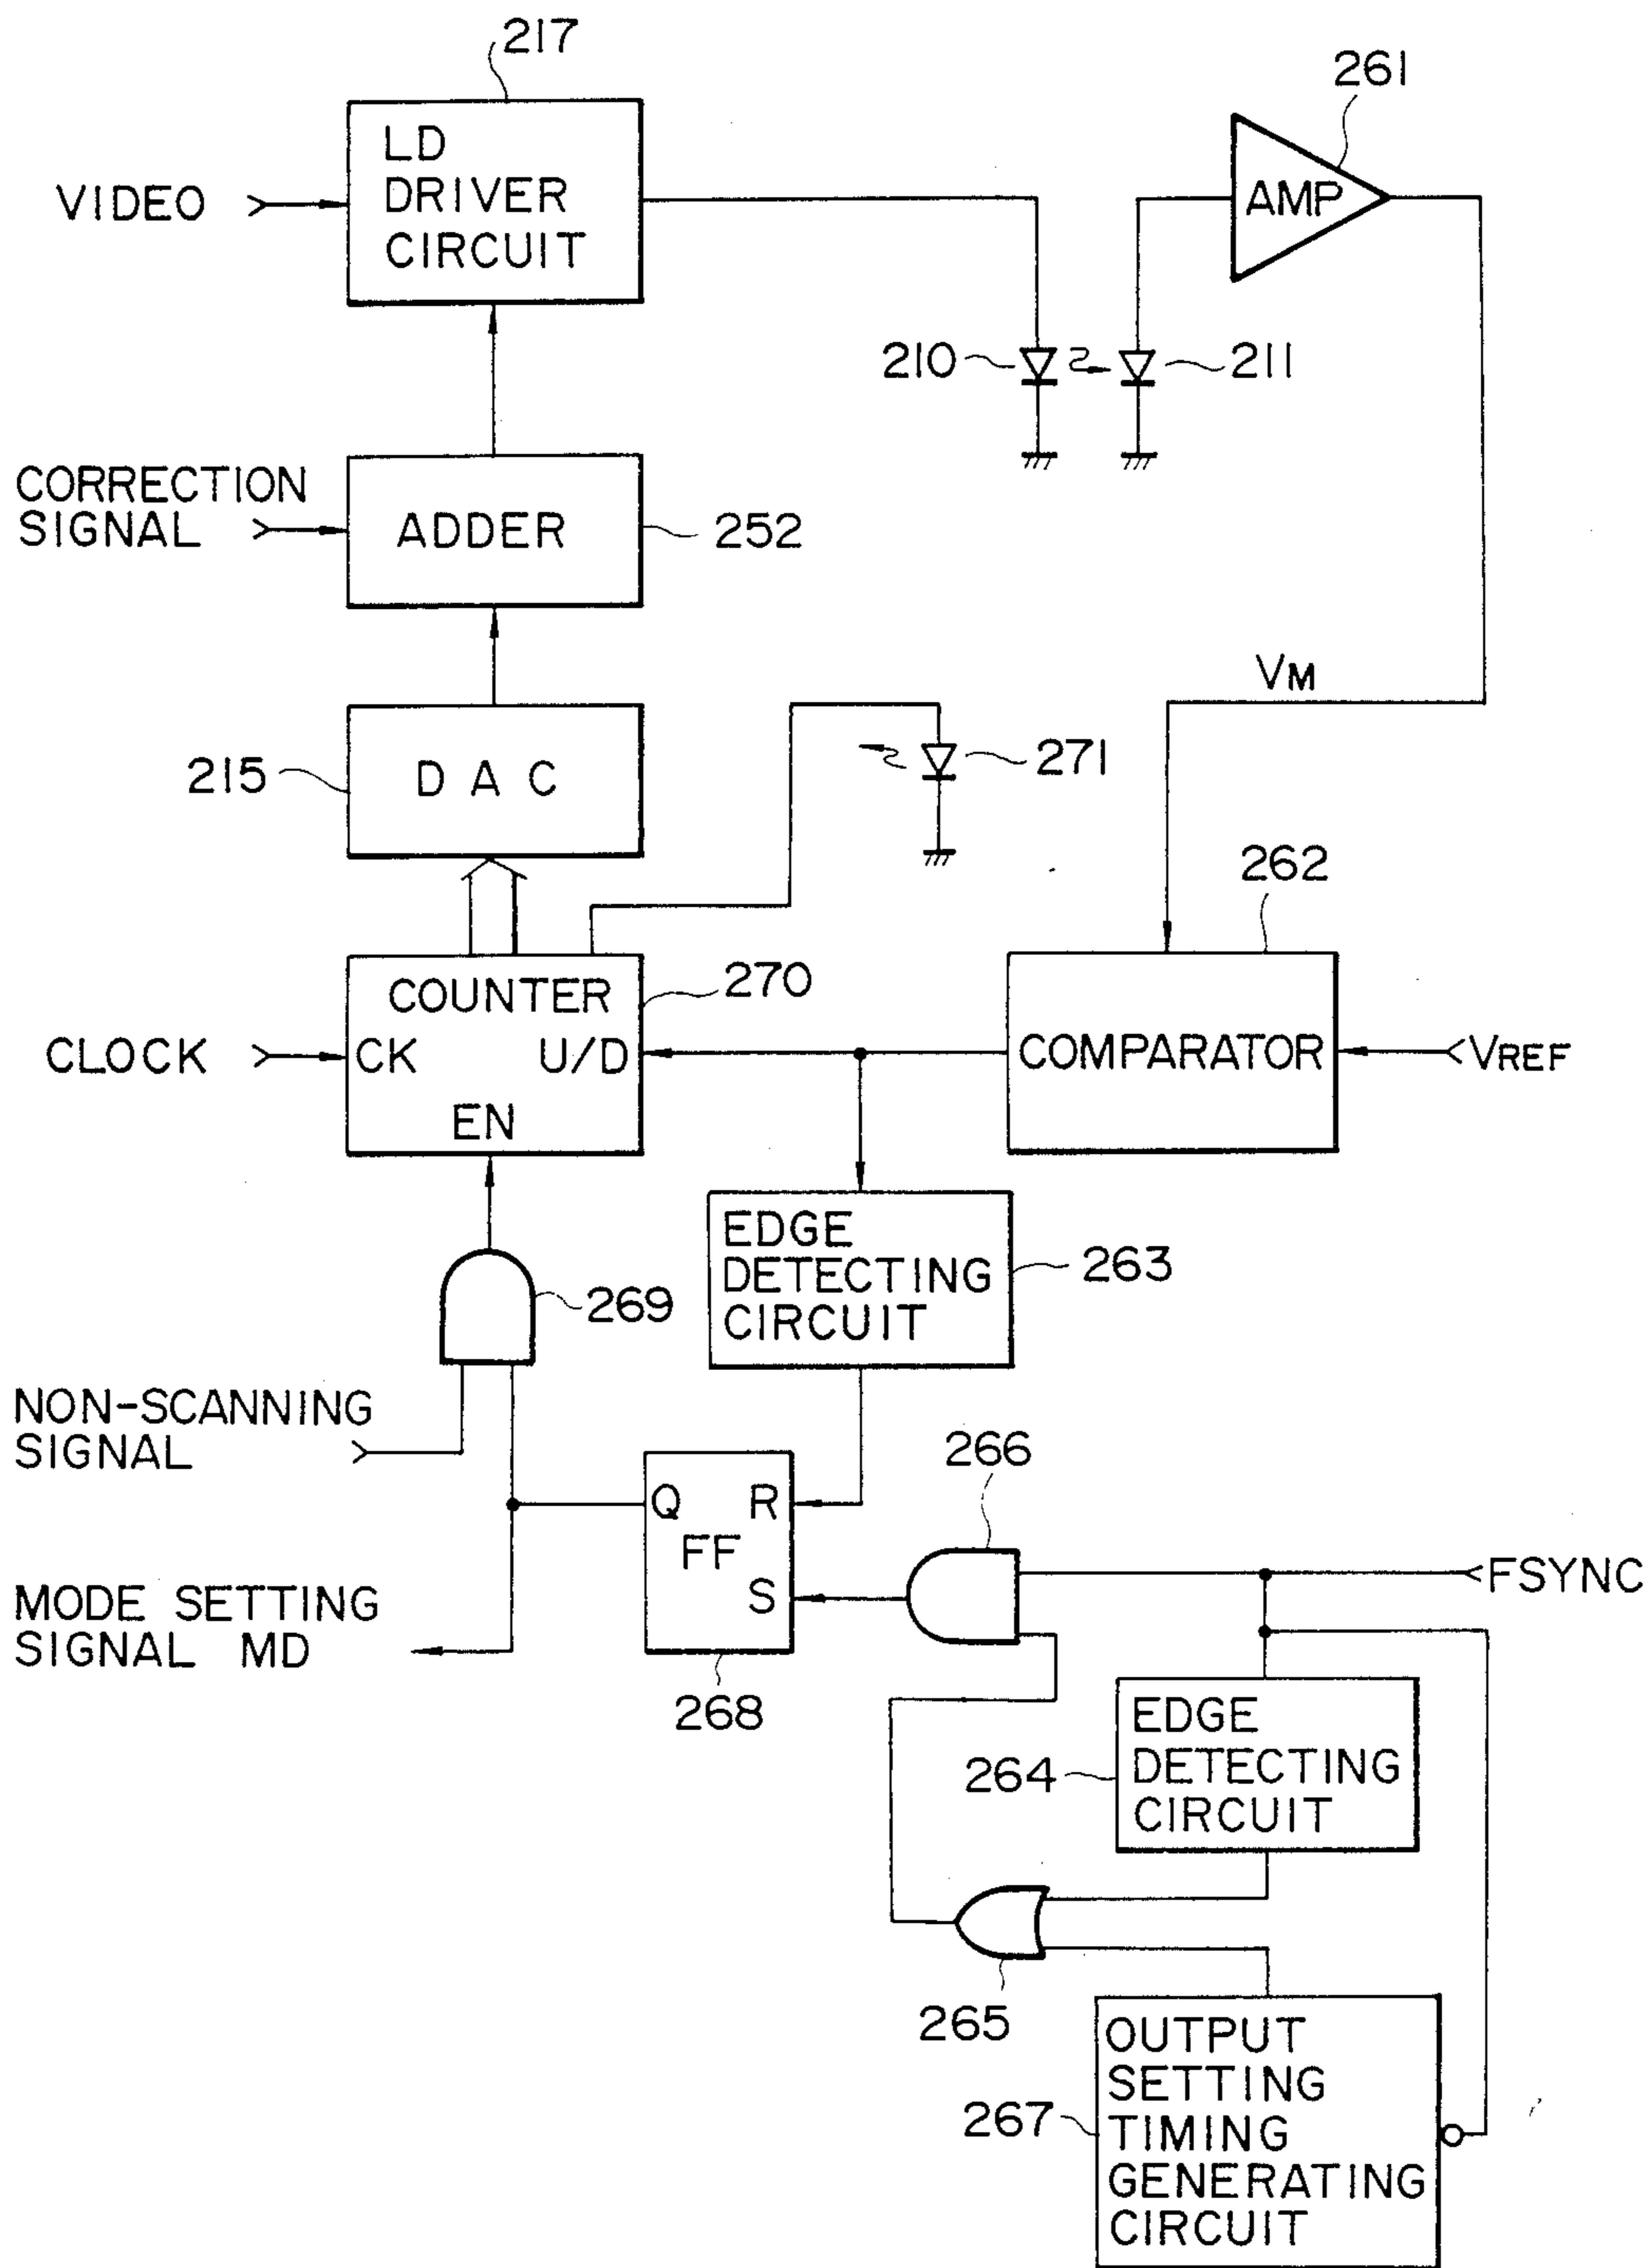 217
LD
DRIVER
CIRCUIT
VIDEO
261
AMP
210
211
CORRECTION
SIGNAL
ADDER
252
VM
215
D A C
271
262
COUNTER
270
CLOCK
CK
U/D
EN
COMPARATOR
VREF
EDGE
DETECTING
CIRCUIT
263
269
NON-SCANNING
SIGNAL
266
Q
R
FF
S
FSYNC
MODE SETTING
SIGNAL MD
268
EDGE
DETECTING
CIRCUIT
264
265
OUTPUT
SETTING
TIMING
GENERATING
CIRCUIT
267